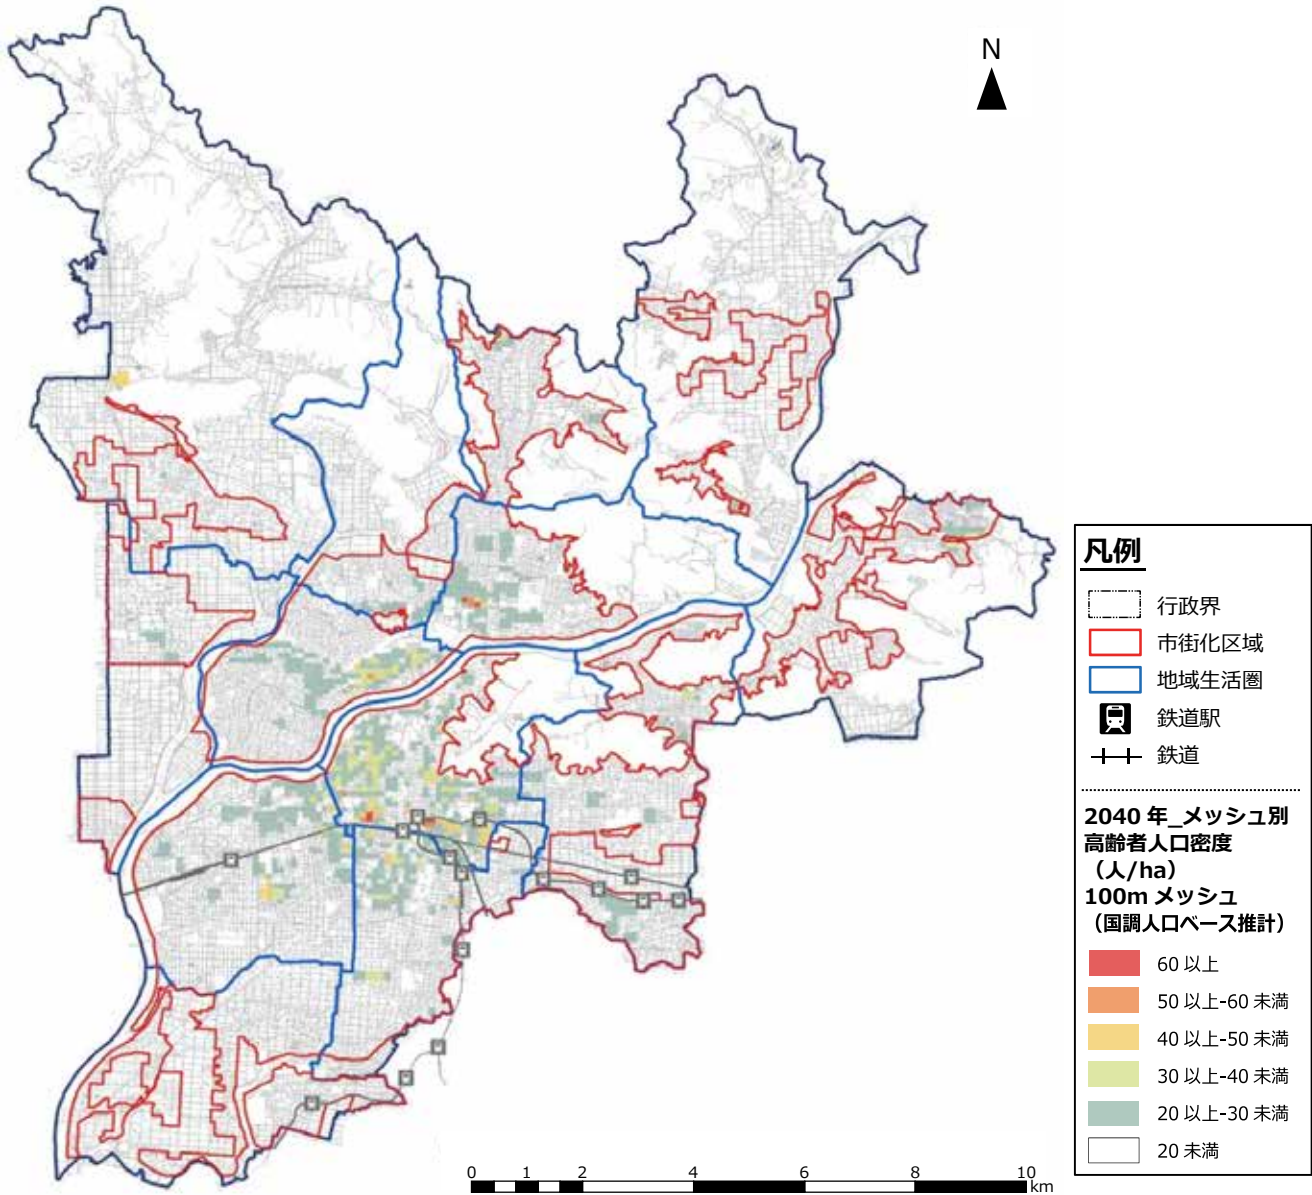 N
凡例
行政界
市街化区域
地域生活圏
鉄道駅
鉄道
2040 年_メッシュ別
高齢者人口密度
（人/ha）
100m メッシュ
（国調人口ベース推計）
60 以上
50 以上-60 未満
40 以上-50 未満
30 以上-40 未満
20 以上-30 未満
20 未満
0 1 2 4 6 8 10
km